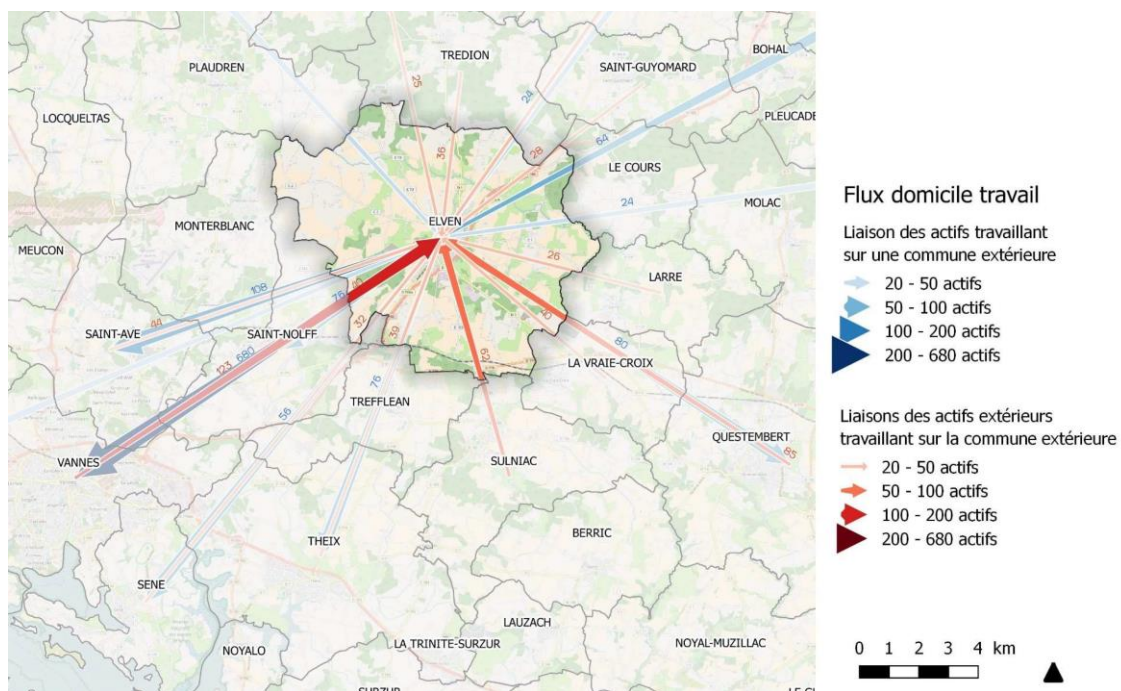 BOHAL
TREDION
PLAUDREN
SAINT-GUYOMARD
25
24
PLEUCADE
LOCQUELTAS
64
36
28
LE COURS
24
MOLAC
MONTERBLANC
ELVEN
MEUCON
26
LARRE
108
76
44
SAINT-AVE
SAINT-NOLFF
32
39
62
80
LA VRAIE-CROIX
123
680
76
56
TREFFLEAN
QUESTEMBERT
85
VANNES
SULNIAC
THEIX
BERRIC
SENE
LAUZACH
NOYALO
LA TRINITE-SURZUR
NOYAL-MUZILLAC
SURZUR
Flux domicile travail
Liaison des actifs travaillant
sur une commune extérieure
20 - 50 actifs
50 - 100 actifs
100 - 200 actifs
200 - 680 actifs
Liaisons des actifs extérieurs
travaillant sur la commune extérieure
20 - 50 actifs
50 - 100 actifs
100 - 200 actifs
200 - 680 actifs
0 1 2 3 4 km